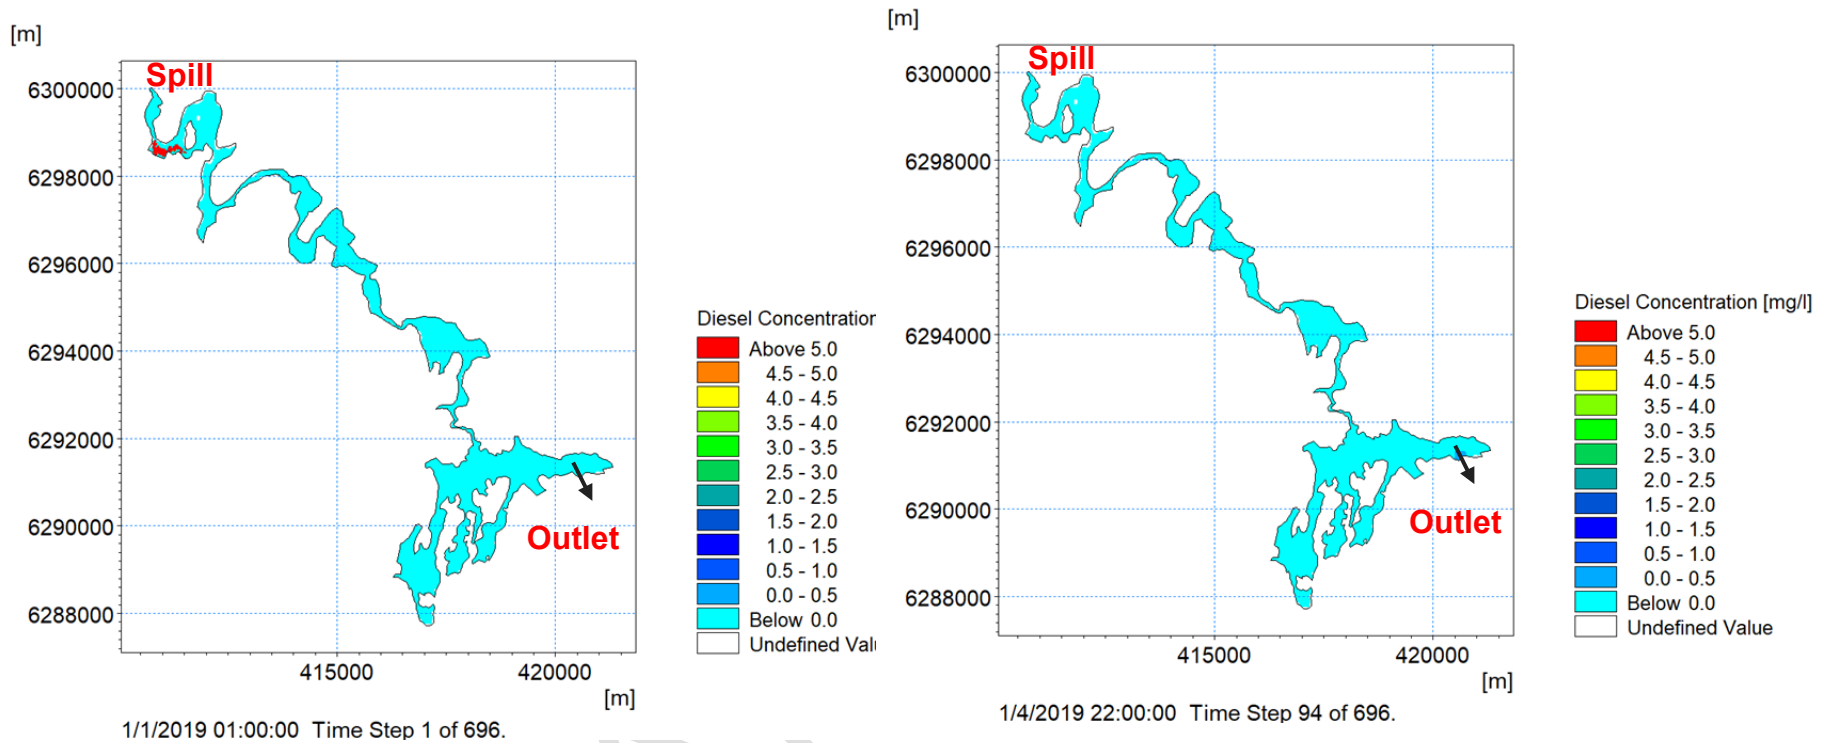 [m]
Spill
6300000
6298000
6296000
6294000
6292000
6290000
6288000
415000
420000
[m]
Outlet
Diesel Concentration
Above 5.0
4.5 - 5.0
4.0 - 4.5
3.5 - 4.0
3.0 - 3.5
2.5 - 3.0
2.0 - 2.5
1.5 - 2.0
1.0 - 1.5
0.5 - 1.0
0.0 - 0.5
Below 0.0
Undefined Valu
1/1/2019 01:00:00 Time Step 1 of 696.
[m]
Spill
6300000
6298000
6296000
6294000
6292000
6290000
6288000
415000
420000
[m]
Outlet
Diesel Concentration [mg/l]
Above 5.0
4.5 - 5.0
4.0 - 4.5
3.5 - 4.0
3.0 - 3.5
2.5 - 3.0
2.0 - 2.5
1.5 - 2.0
1.0 - 1.5
0.5 - 1.0
0.0 - 0.5
Below 0.0
Undefined Value
1/4/2019 22:00:00 Time Step 94 of 696.